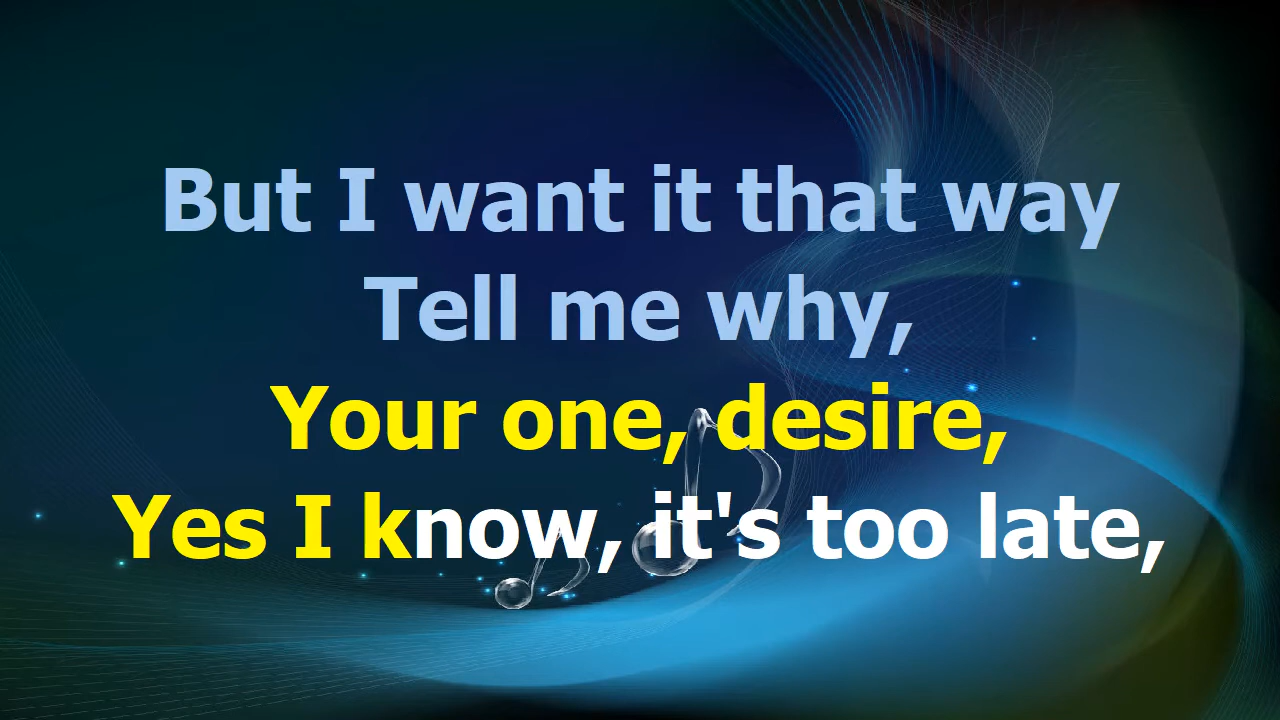 But I want it that way
Tell me why,
Your one, desire,
Yes I know, it's too late,